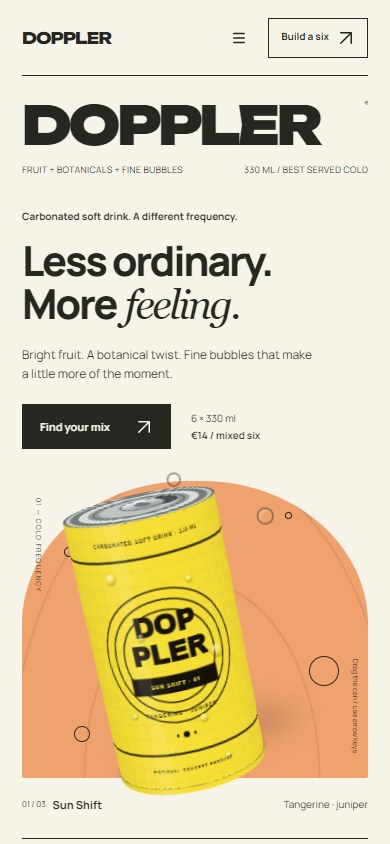 DOPPLER
Build a six
DOPPLER
FRUIT + BOTANICALS + FINE BUBBLES
330 ML / BEST SERVED COLD
Carbonated soft drink. A different frequency.
Less ordinary.
More feeling.
Bright fruit. A botanical twist. Fine bubbles that make
a little more of the moment.
Find your mix
6 × 330 ml
€14 / mixed six
01 — COLD FREQUENCY
CARBONATED SOFT DRINK · 330 ML
DOP
PLER
SUN SHIFT · 01
TANGERINE · JUNIPER
Drag the can / use arrow keys
01 / 03 Sun Shift
Tangerine · juniper